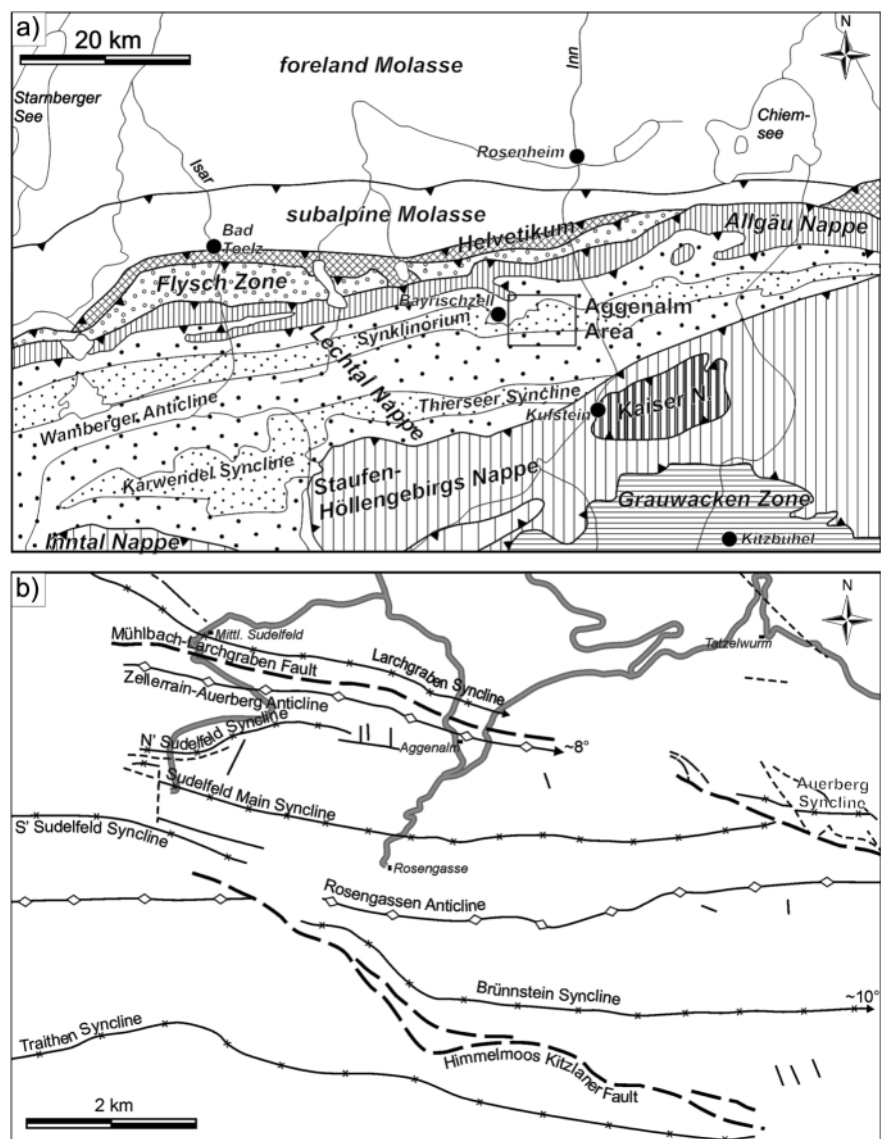 a)
20 km
N
foreland Molasse
Inn
Starnberger
See
Chiem-
see
Rosenheim
Isar
subalpine Molasse
Bad
Toelz
Helvetikum
Allgäu Nappe
Flysch Zone
Bayrischzell
Aggenalm
Area
Synklinorium
Lechtal Nappe
Thierseer Syncline
Wamberger Anticline
Kufstein
Kaiser N.
Karwendel Syncline
Staufen-
Höllengebirgs Nappe
Grauwacken Zone
Inntal Nappe
Kitzbuhel
b)
N
Mittl. Sudelfeld
Tatzelwurm
Mühlbach-Larchgraben Fault
Larchgraben Syncline
Zellerrain-Auerberg Anticline
N' Sudelfeld Syncline
Aggenalm
~8°
Sudelfeld Main Syncline
Auerberg
Syncline
S' Sudelfeld Syncline
Rosengasse
Rosengassen Anticline
Brünnstein Syncline
~10°
Traithen Syncline
Himmelmoos Kitzlaner Fault
2 km